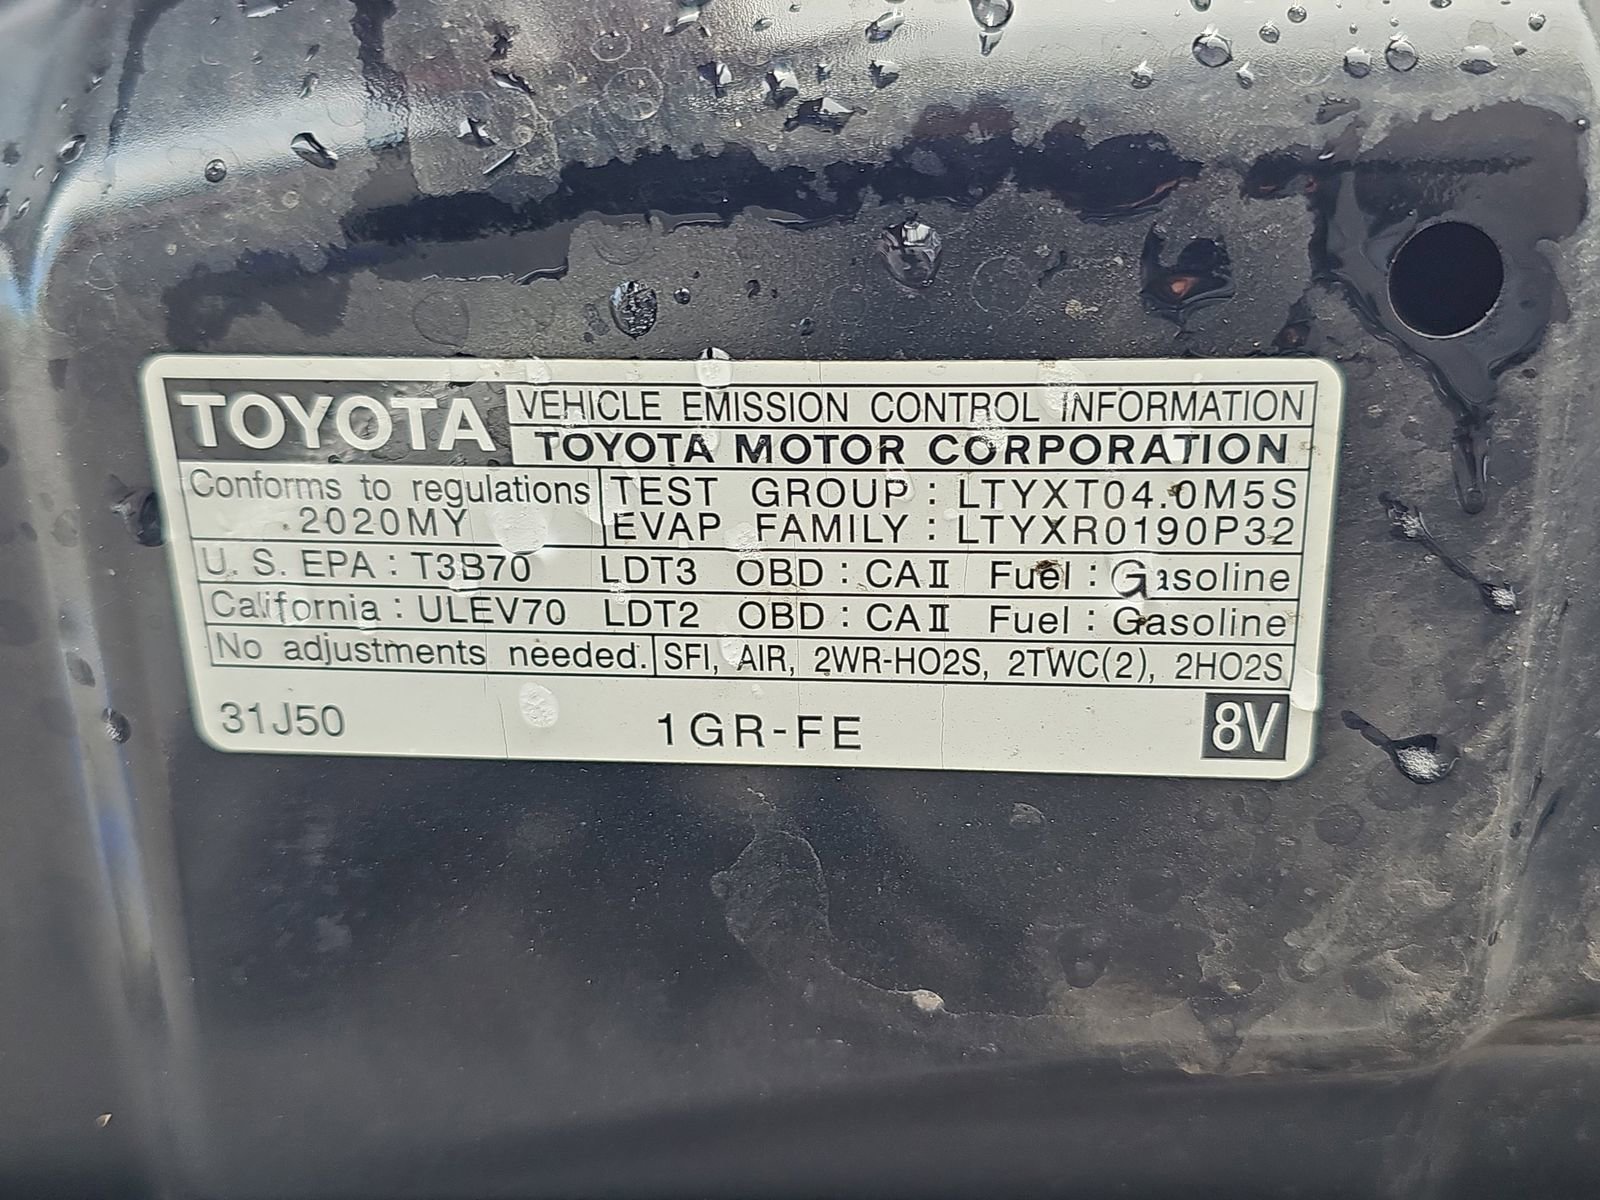 TOYOTA
VEHICLE EMISSION CONTROL INFORMATION
TOYOTA MOTOR CORPORATION
Conforms to regulations
2020MY
TEST GROUP : LTYXT04.0M5S
EVAP FAMILY : LTYXR0190P32
U. S. EPA : T3B70 LDT3 OBD : CAⅡ Fuel : Gasoline
California : ULEV70 LDT2 OBD : CAⅡ Fuel : Gasoline
No adjustments needed. SFI, AIR, 2WR-HO2S, 2TWC(2), 2HO2S
31J50 1GR-FE 8V